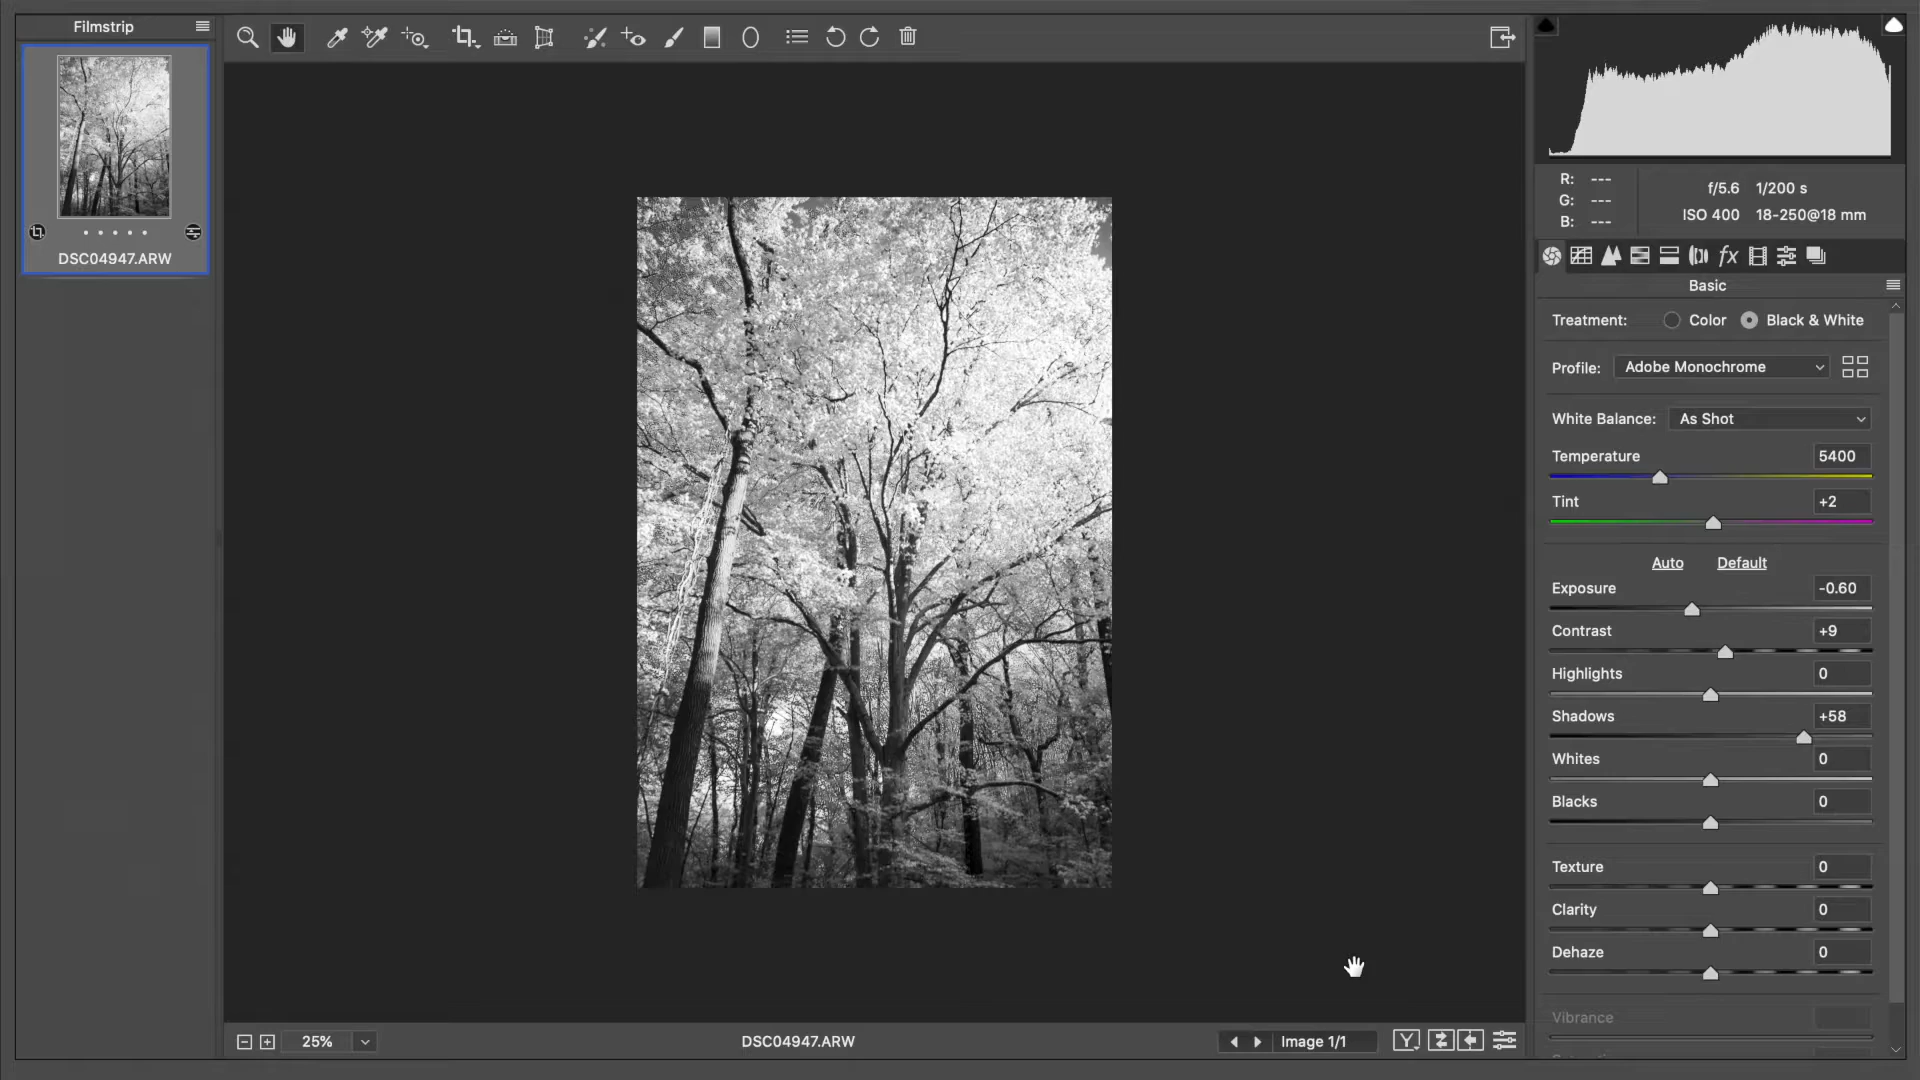 Filmstrip
DSC04947.ARW
R: ---
G: ---
B: ---
f/5.6 1/200 s
ISO 400 18-250@18 mm
fx
Basic
Treatment: Color Black & White
Profile: Adobe Monochrome
White Balance: As Shot
Temperature 5400
Tint +2
Auto Default
Exposure -0.60
Contrast +9
Highlights 0
Shadows +58
Whites 0
Blacks 0
Texture 0
Clarity 0
Dehaze 0
Vibrance
25%
DSC04947.ARW
Image 1/1
Y